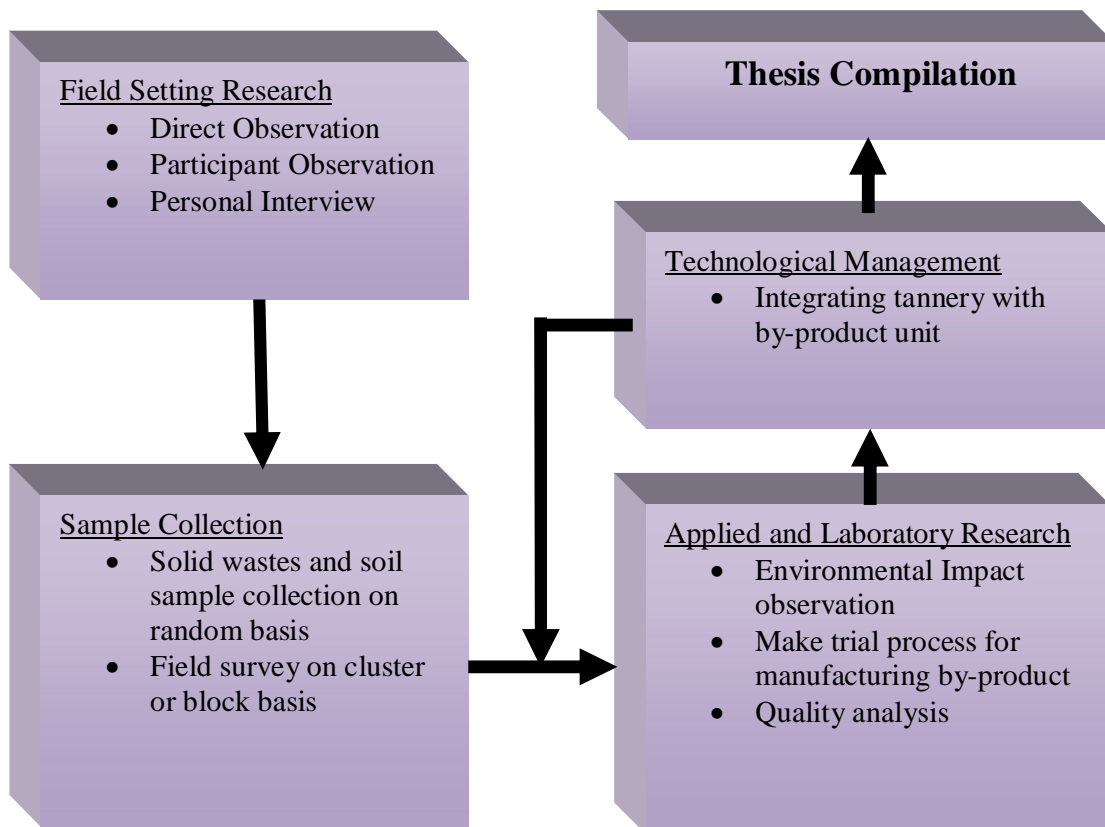 Field Setting Research
• Direct Observation
• Participant Observation
• Personal Interview
Sample Collection
• Solid wastes and soil
sample collection on
random basis
• Field survey on cluster
or block basis
Applied and Laboratory Research
• Environmental Impact
observation
• Make trial process for
manufacturing by-product
• Quality analysis
Technological Management
• Integrating tannery with
by-product unit
Thesis Compilation